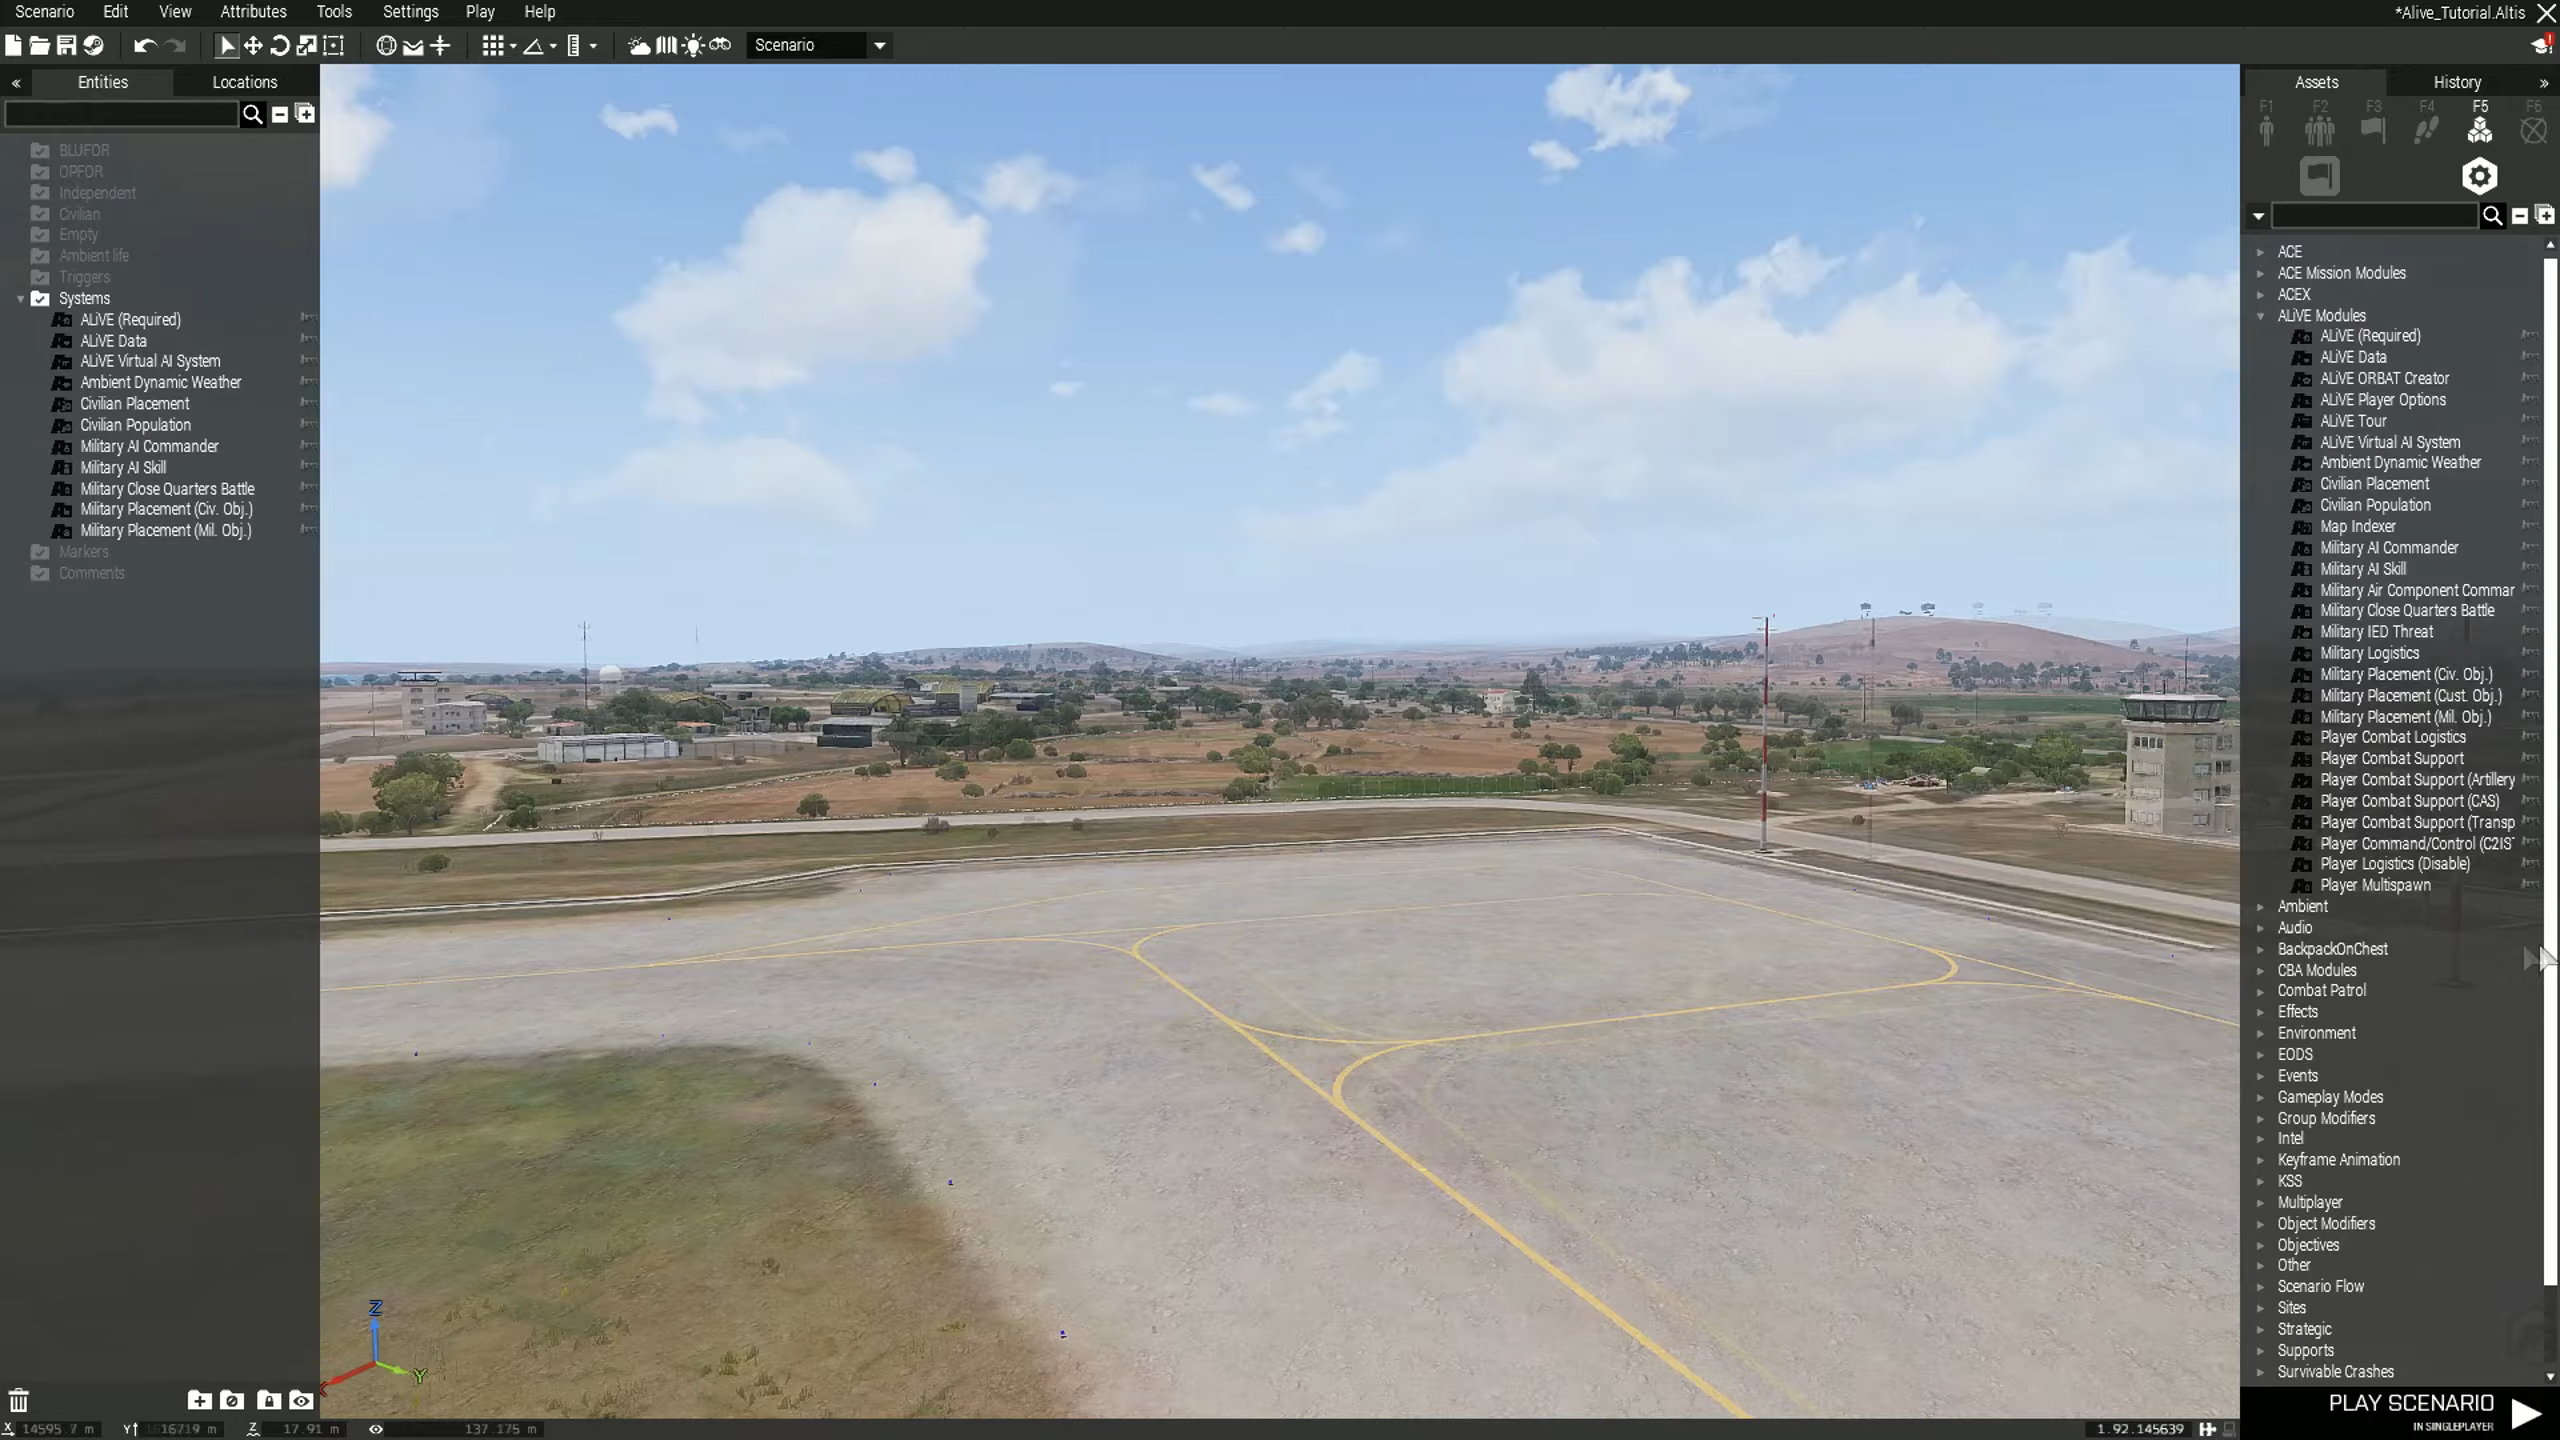 Scenario Edit View Attributes Tools Settings Play Help
*Alive_Tutorial.Altis
Scenario
Entities
Locations
BLUFOR
OPFOR
Independent
Civilian
Empty
Ambient life
Triggers
Systems
ALiVE (Required)
ALiVE Data
ALiVE Virtual AI System
Ambient Dynamic Weather
Civilian Placement
Civilian Population
Military AI Commander
Military AI Skill
Military Close Quarters Battle
Military Placement (Civ. Obj.)
Military Placement (Mil. Obj.)
Markers
Comments
Z
Y
X 14595.7 m
Z 17.91 m
137.175 m
1.92.145639
Assets
History
F1 F2 F3 F4 F5 F6
ACE
ACE Mission Modules
ACEX
ALiVE Modules
ALiVE (Required)
ALiVE Data
ALiVE ORBAT Creator
ALiVE Player Options
ALiVE Tour
ALiVE Virtual AI System
Ambient Dynamic Weather
Civilian Placement
Civilian Population
Map Indexer
Military AI Commander
Military AI Skill
Military Air Component Commar
Military Close Quarters Battle
Military IED Threat
Military Logistics
Military Placement (Civ. Obj.)
Military Placement (Cust. Obj.)
Military Placement (Mil. Obj.)
Player Combat Logistics
Player Combat Support
Player Combat Support (Artillery
Player Combat Support (CAS)
Player Combat Support (Transp
Player Command/Control (C2IS
Player Logistics (Disable)
Player Multispawn
Ambient
Audio
BackpackOnChest
CBA Modules
Combat Patrol
Effects
Environment
EODS
Events
Gameplay Modes
Group Modifiers
Intel
Keyframe Animation
KSS
Multiplayer
Object Modifiers
Objectives
Other
Scenario Flow
Sites
Strategic
Supports
Survivable Crashes
PLAY SCENARIO
IN SINGLEPLAYER